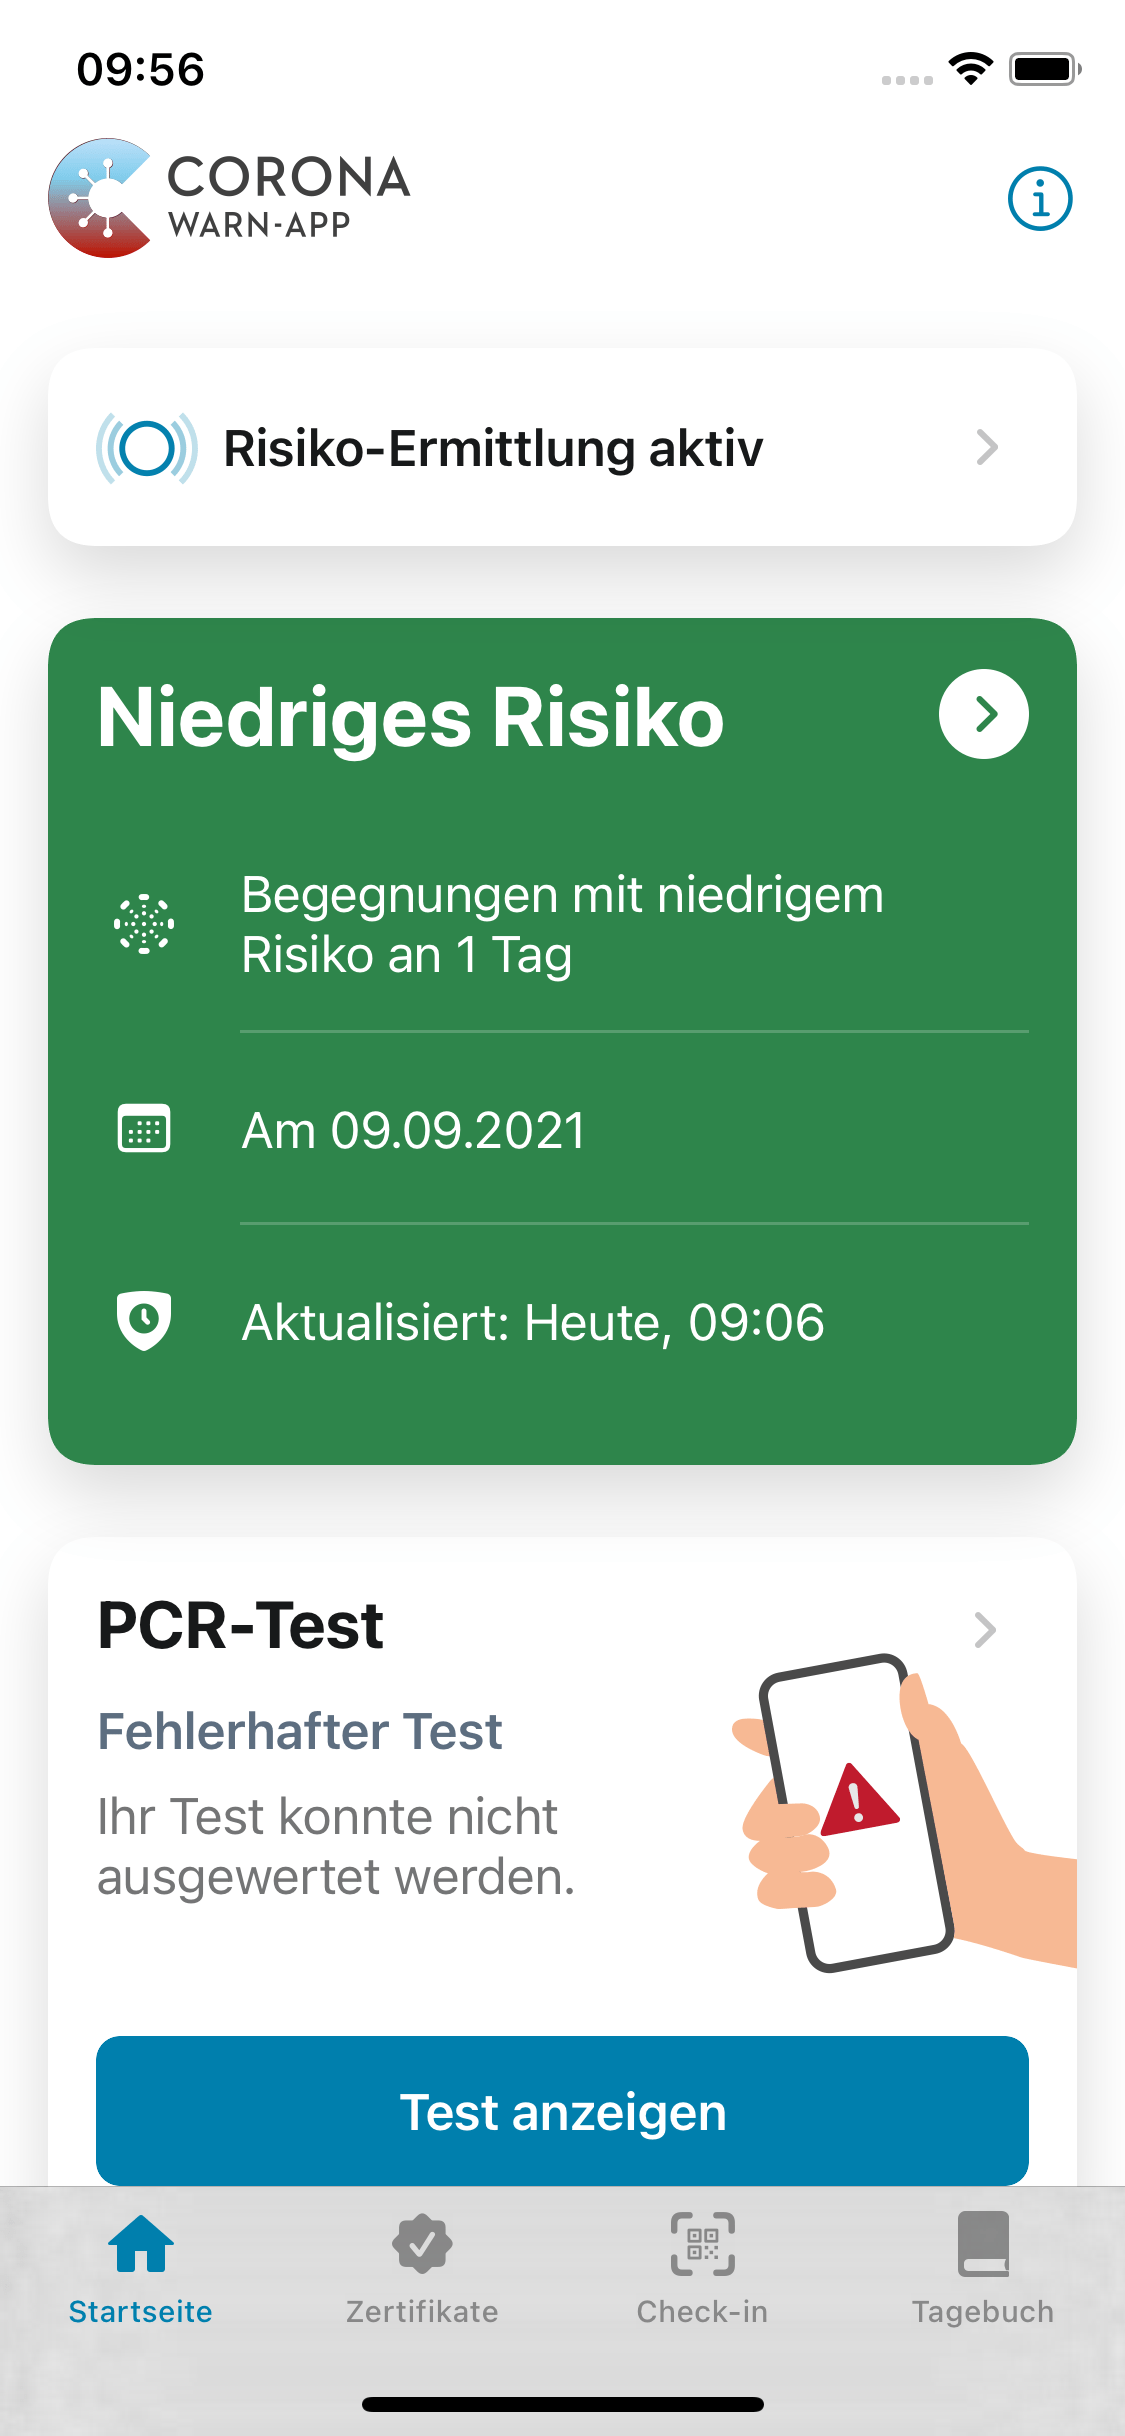 09:56
CORONA
WARN-APP
Risiko-Ermittlung aktiv
Niedriges Risiko
Begegnungen mit niedrigem
Risiko an 1 Tag
Am 09.09.2021
Aktualisiert: Heute, 09:06
PCR-Test
Fehlerhafter Test
Ihr Test konnte nicht
ausgewertet werden.
Test anzeigen
Startseite
Zertifikate
Check-in
Tagebuch